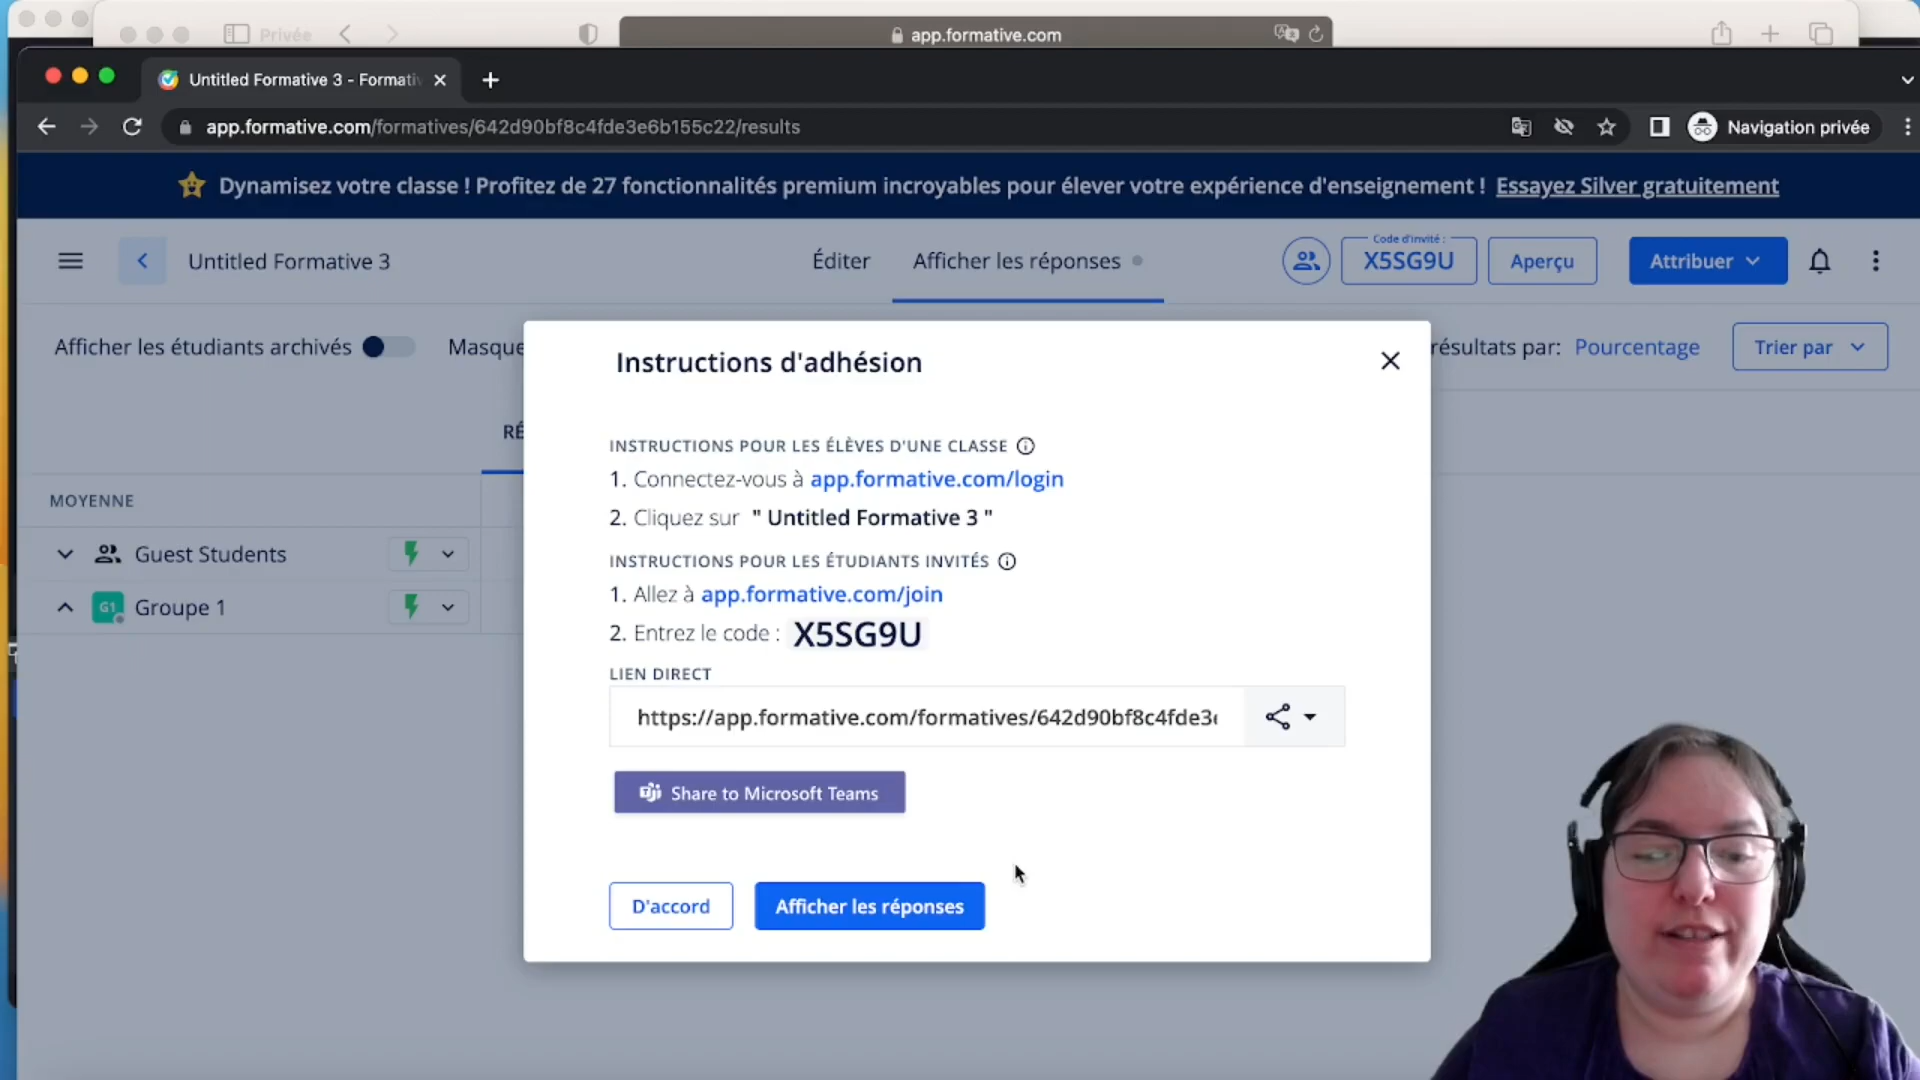 Privée
app.formative.com
Untitled Formative 3 - Formati
app.formative.com/formatives/642d90bf8c4fde3e6b155c22/results
Navigation privée
Dynamisez votre classe ! Profitez de 27 fonctionnalités premium incroyables pour élever votre expérience d'enseignement ! Essayez Silver gratuitement
Untitled Formative 3
Éditer
Afficher les réponses
Code d'invité :
X5SG9U
Aperçu
Attribuer
Afficher les étudiants archivés
Masque
résultats par: Pourcentage
Trier par
RÉ
MOYENNE
Guest Students
G1 Groupe 1
Instructions d'adhésion
INSTRUCTIONS POUR LES ÉLÈVES D'UNE CLASSE
1. Connectez-vous à app.formative.com/login
2. Cliquez sur " Untitled Formative 3 "
INSTRUCTIONS POUR LES ÉTUDIANTS INVITÉS
1. Allez à app.formative.com/join
2. Entrez le code : X5SG9U
LIEN DIRECT
https://app.formative.com/formatives/642d90bf8c4fde3e
Share to Microsoft Teams
D'accord
Afficher les réponses